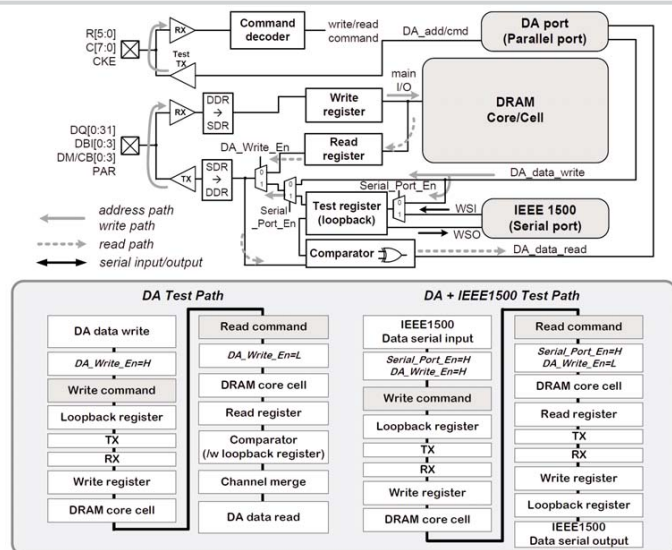 R[5:0]
C[7:0]
CKE
RX
Command
decoder
write/read
command
Test
TX
DA_add/cmd
DA port
(Parallel port)
DQ[0:31]
DBI[0:3]
DM/CB[0:3]
PAR
RX
DDR
→
SDR
Write
register
main
I/O
DRAM
Core/Cell
TX
SDR
→
DDR
DA_Write_En
Read
register
0
1
0
1
DA_data_write
Serial_Port_En
Serial
_Port_En
Test register
(loopback)
0
1
WSI
WSO
IEEE 1500
(Serial port)
Comparator
DA_data_read
address path
write path
read path
serial input/output
DA Test Path
DA data write
DA_Write_En=H
Write command
Loopback register
TX
RX
Write register
DRAM core cell
Read command
DA_Write_En=L
DRAM core cell
Read register
Comparator
(/w loopback register)
Channel merge
DA data read
DA + IEEE1500 Test Path
IEEE1500
Data serial input
Serial_Port_En=H
DA_Write_En=H
Write command
Loopback register
TX
RX
Write register
DRAM core cell
Read command
Serial_Port_En=H
DA_Write_En=L
DRAM core cell
Read register
TX
RX
Write register
Loopback register
IEEE1500
Data serial output